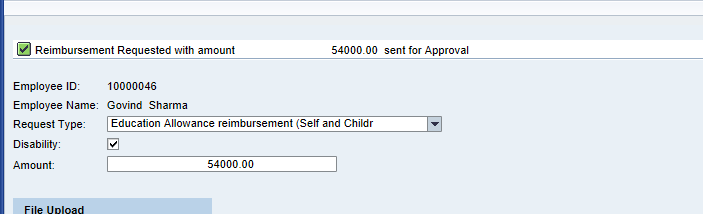 Reimbursement Requested with amount 54000.00 sent for Approval
Employee ID: 10000046
Employee Name: Govind Sharma
Request Type: Education Allowance reimbursement (Self and Childr
Disability:
Amount: 54000.00
File Upload